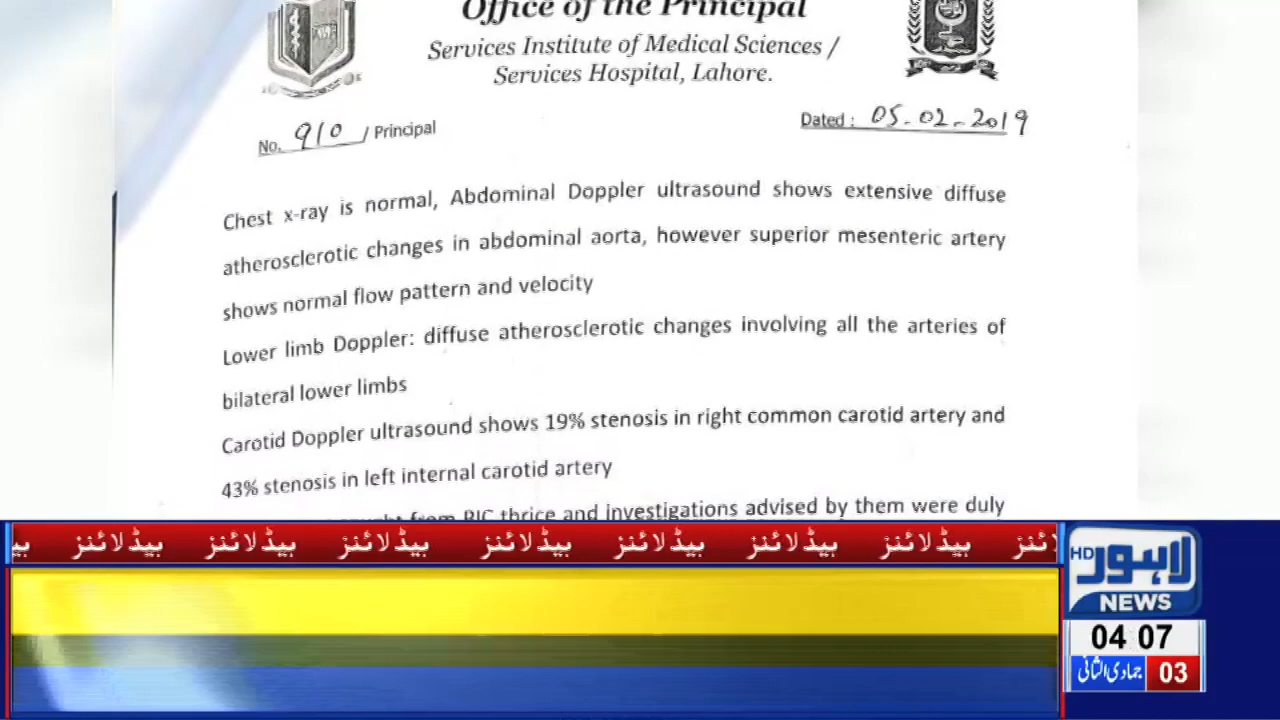 Office of the Principal
Services Institute of Medical Sciences /
Services Hospital, Lahore.
No. 910 / Principal
Dated : 05-02-2019
Chest x-ray is normal, Abdominal Doppler ultrasound shows extensive diffuse
atherosclerotic changes in abdominal aorta, however superior mesenteric artery
shows normal flow pattern and velocity
Lower limb Doppler: diffuse atherosclerotic changes involving all the arteries of
bilateral lower limbs
Carotid Doppler ultrasound shows 19% stenosis in right common carotid artery and
43% stenosis in left internal carotid artery
from PIC thrice and investigations advised by them were duly
ہیڈلائنز ہیڈلائنز ہیڈلائنز ہیڈلائنز ہیڈلائنز ہیڈلائنز ہیڈلائنز
HD لاہور
NEWS
04 07
جمادی الثانی 03